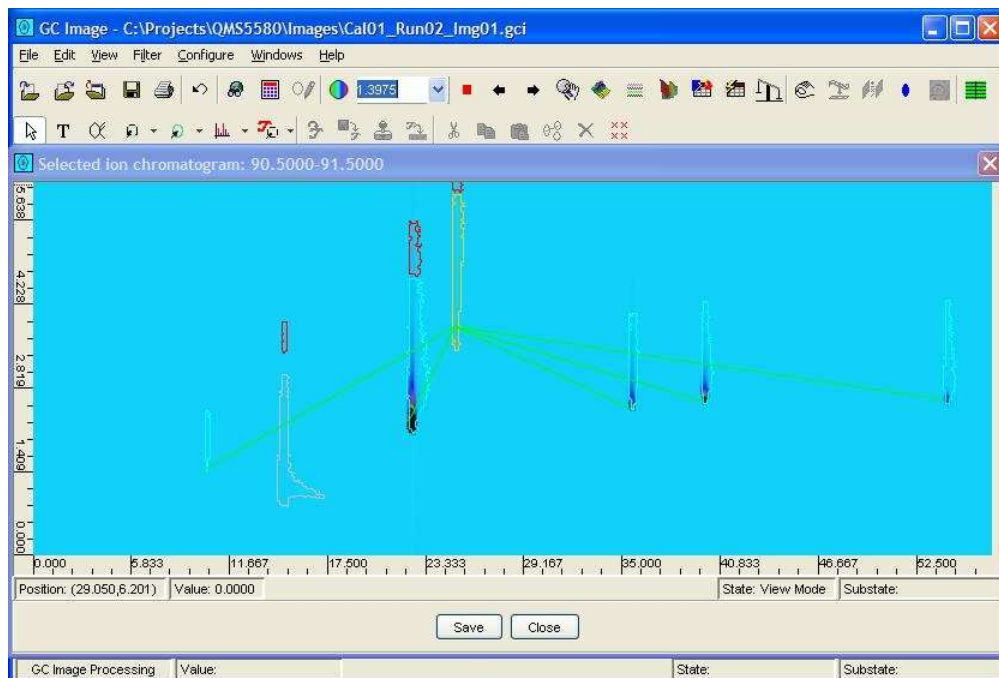 GC Image - C:\Projects\QMS5580\Images\Cal01_Run02_Img01.gci
File Edit View Filter Configure Windows Help
1.3975
T
Selected ion chromatogram: 90.5000-91.5000
5.638
4.228
2.819
1.409
0.000
0.000 5.833 11.667 17.500 23.333 29.167 35.000 40.833 46.667 52.500
Position: (29.050,6.201) Value: 0.0000 State: View Mode Substate:
Save Close
GC Image Processing Value: State: Substate: